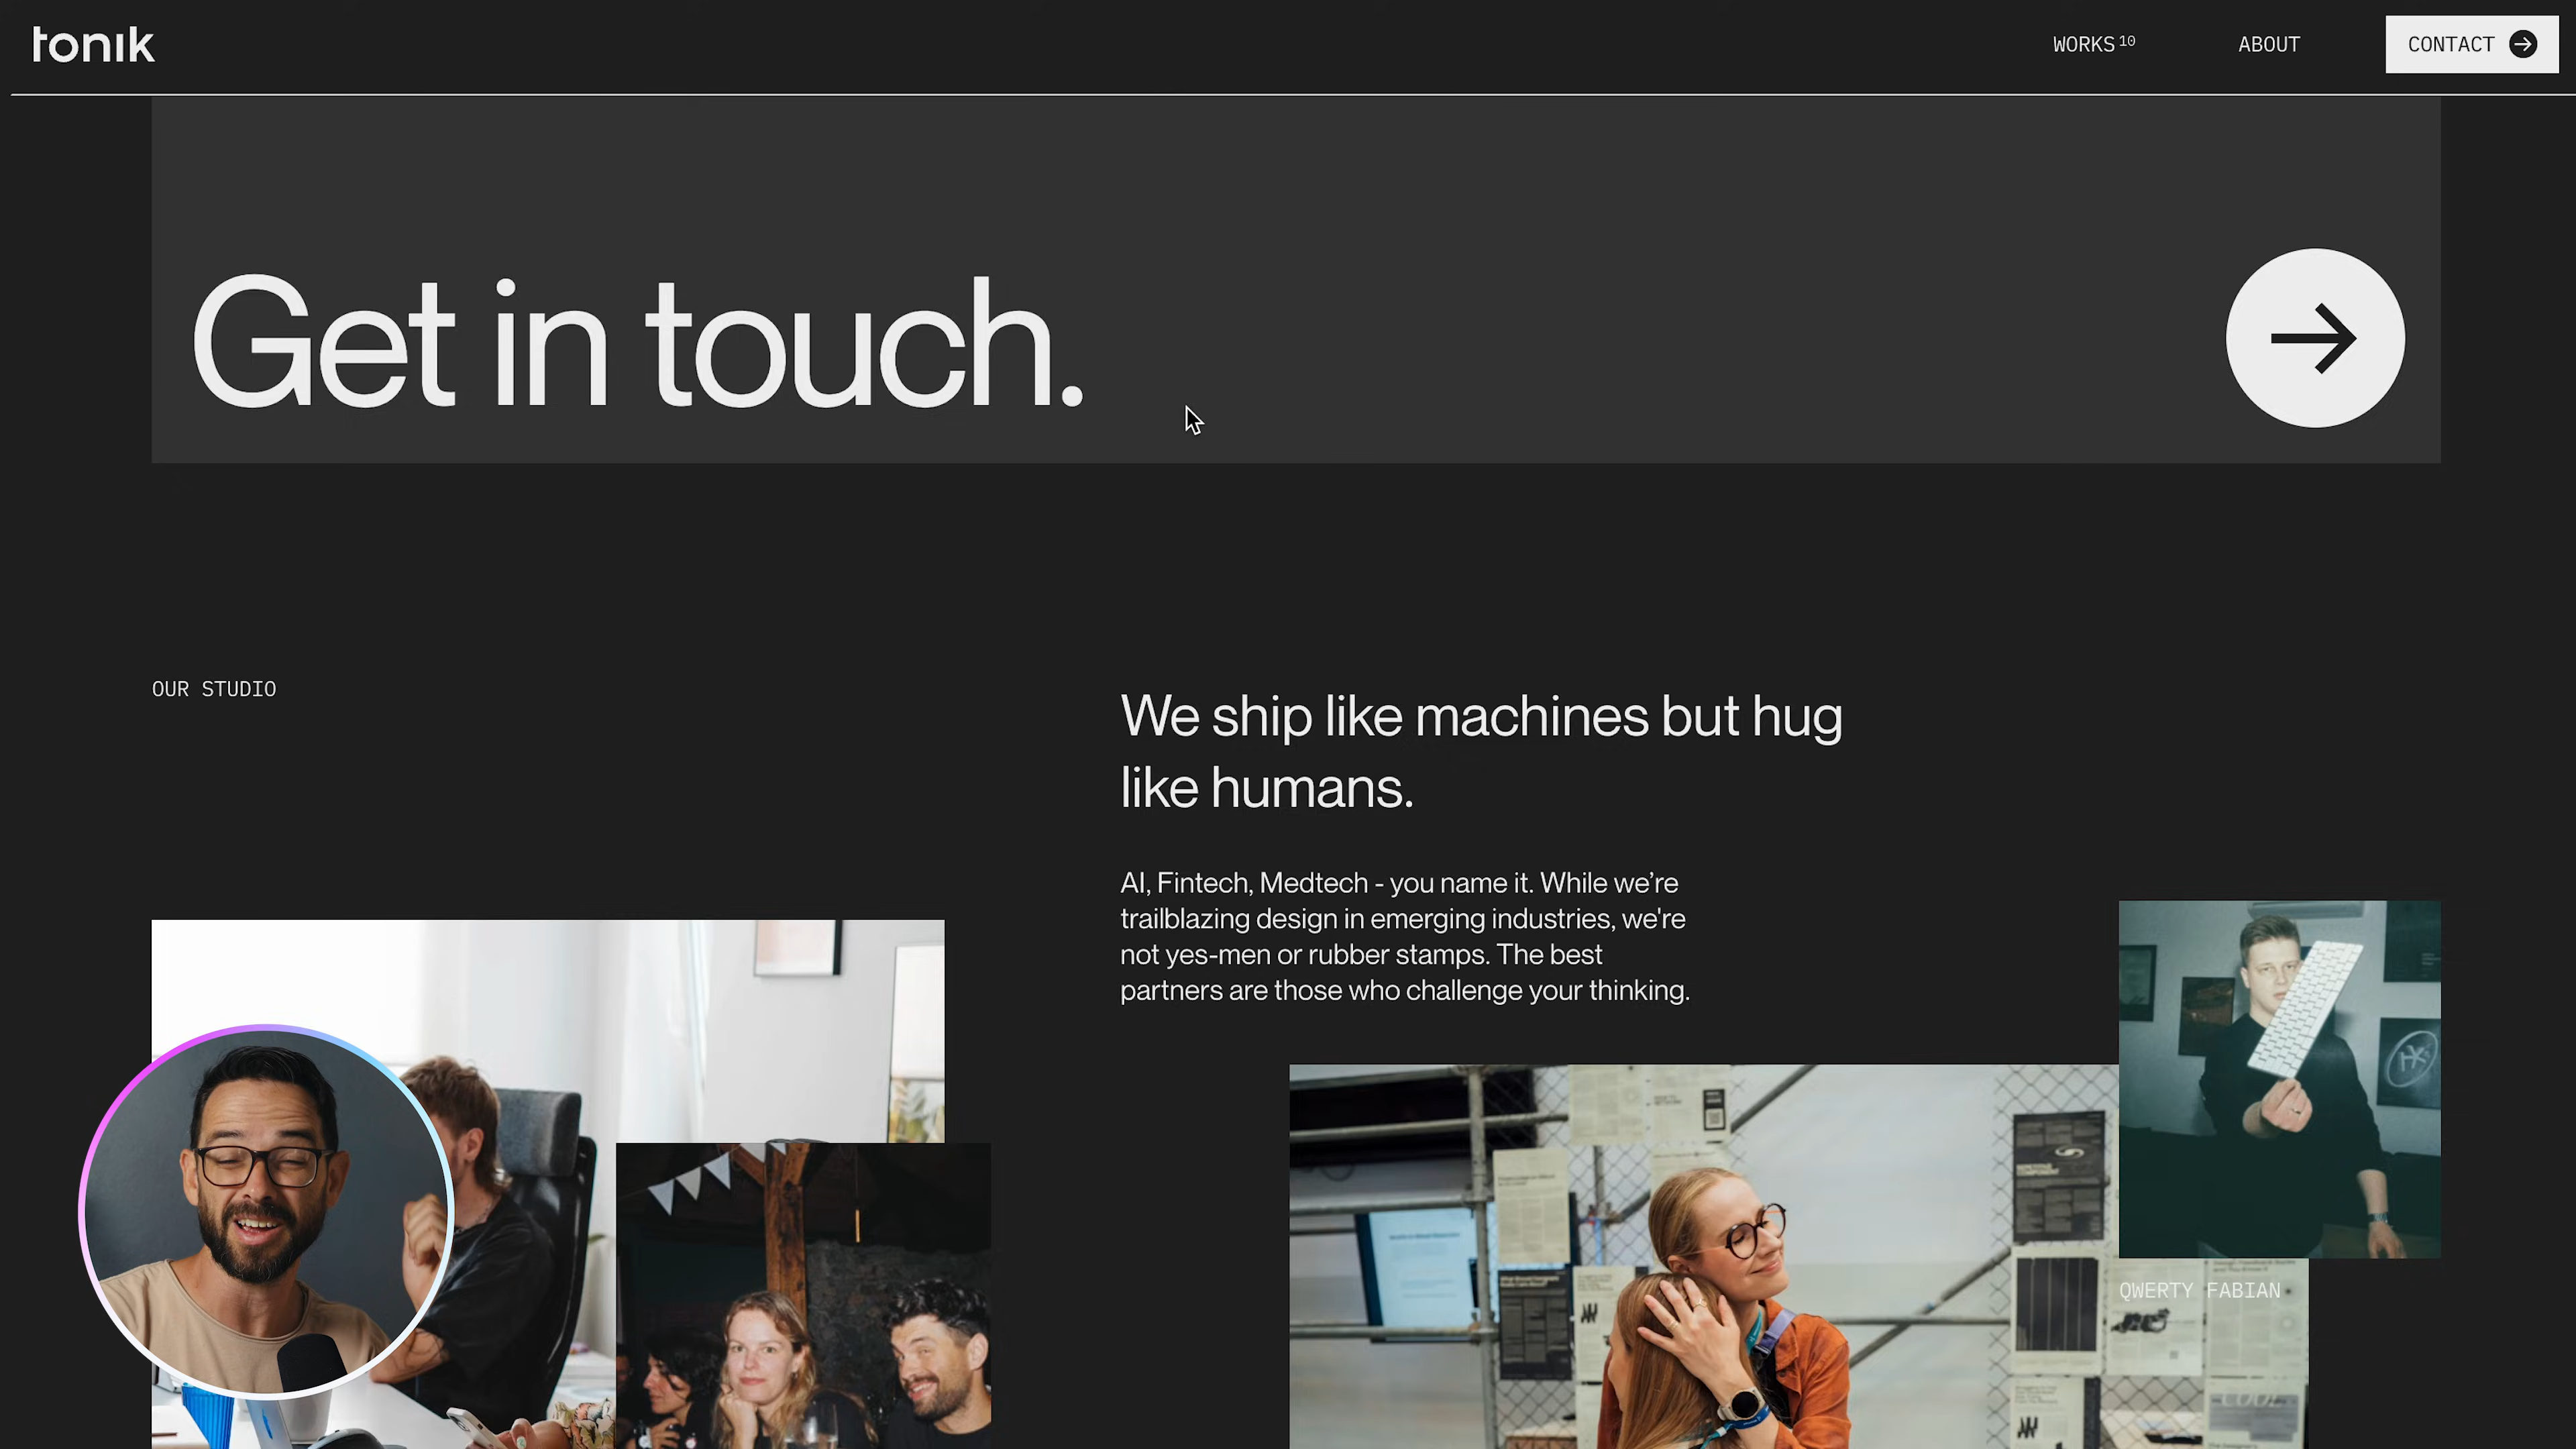 tonik
WORKS 10
ABOUT
CONTACT
Get in touch.
OUR STUDIO
We ship like machines but hug
like humans.
AI, Fintech, Medtech - you name it. While we’re
trailblazing design in emerging industries, we're
not yes-men or rubber stamps. The best
partners are those who challenge your thinking.
QWERTY FABIAN